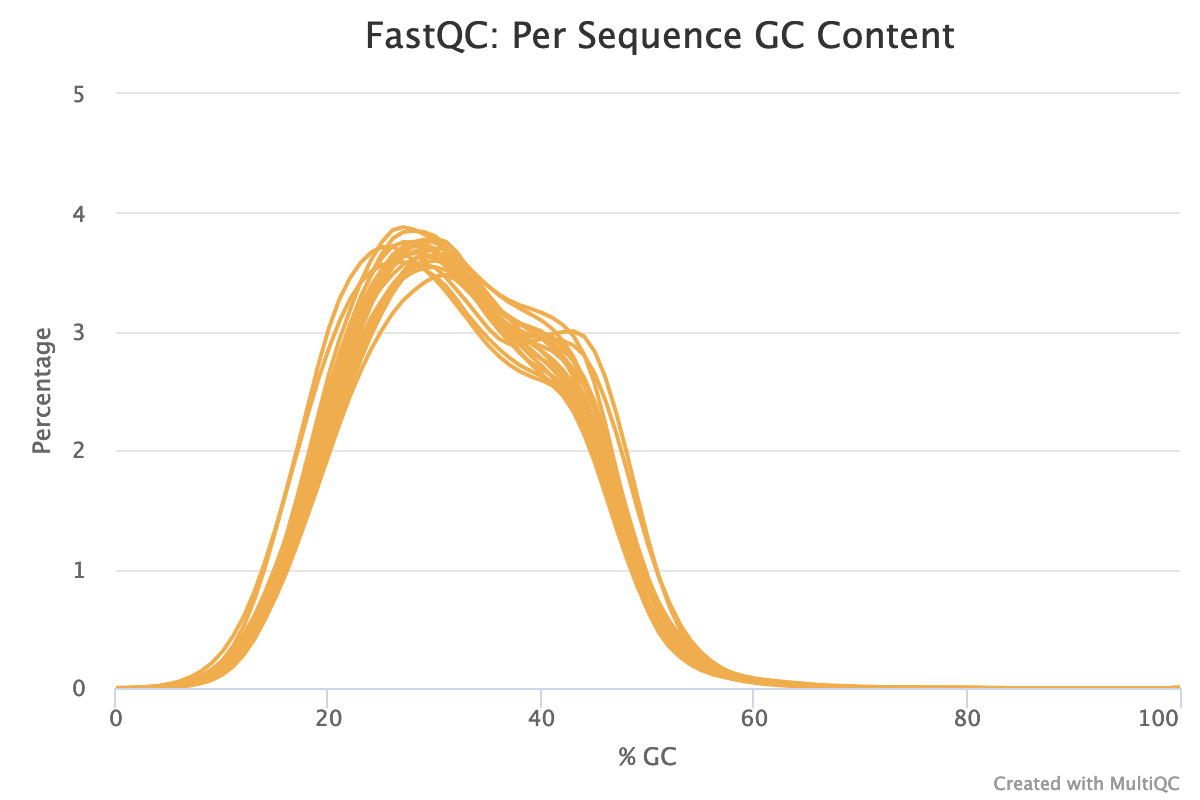 FastQC: Per Sequence GC Content
5
4
3
2
1
0
Percentage
0 20 40 60 80 100
% GC
Created with MultiQC